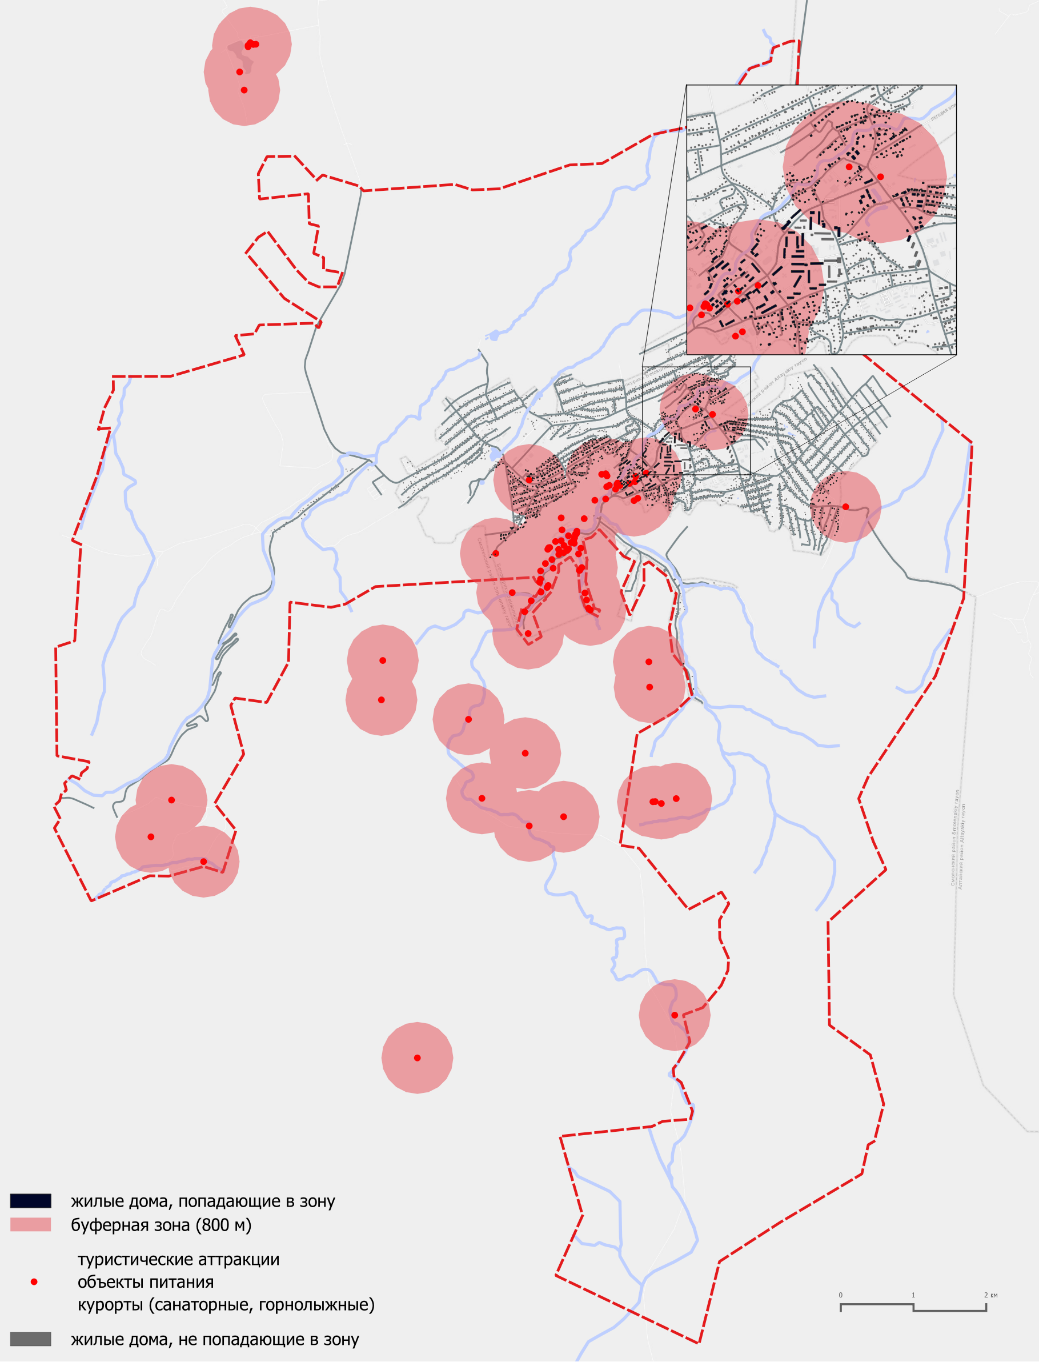 жилые дома, попадающие в зону
буферная зона (800 м)
туристические аттракции
объекты питания
курорты (санаторные, горнолыжные)
жилые дома, не попадающие в зону
0 1 2 км